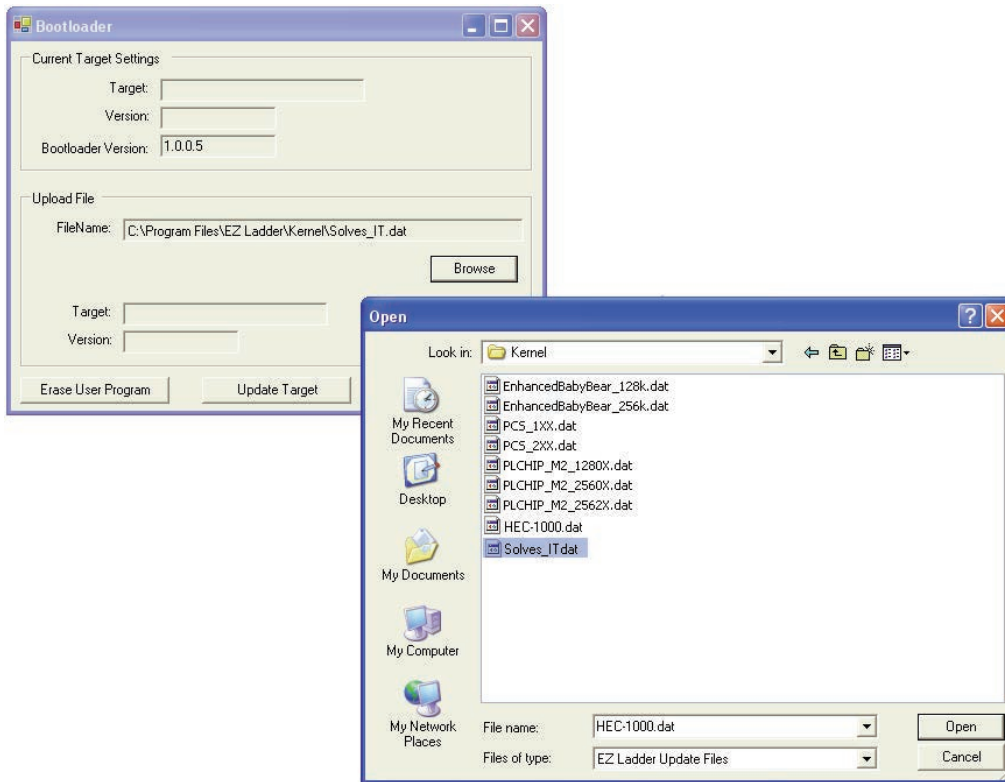 Bootloader
Current Target Settings
Target:
Version:
Bootloader Version: 1.0.0.5
Upload File
FileName: C:\Program Files\EZ Ladder\Kernel\Solves_IT.dat
Browse
Target:
Version:
Erase User Program Update Target
Open
Look in: Kernel
My Recent
Documents
Desktop
My Documents
My Computer
My Network
Places
EnhancedBabyBear_128k.dat
EnhancedBabyBear_256k.dat
PCS_1XX.dat
PCS_2XX.dat
PLCHIP_M2_1280X.dat
PLCHIP_M2_2560X.dat
PLCHIP_M2_2562X.dat
HEC-1000.dat
Solves_ITdat
File name: HEC-1000.dat Open
Files of type: EZ Ladder Update Files Cancel